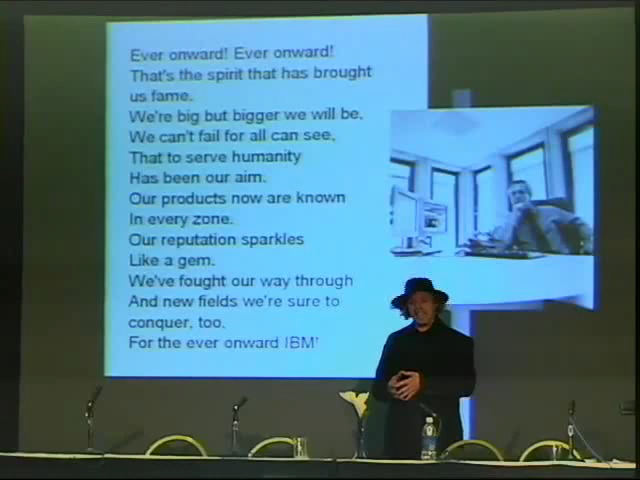 Ever onward! Ever onward!
That's the spirit that has brought
us fame.
We're big but bigger we will be,
We can't fail for all can see,
That to serve humanity
Has been our aim.
Our products now are known
In every zone.
Our reputation sparkles
Like a gem.
We've fought our way through
And new fields we're sure to
conquer, too.
For the ever onward IBM!